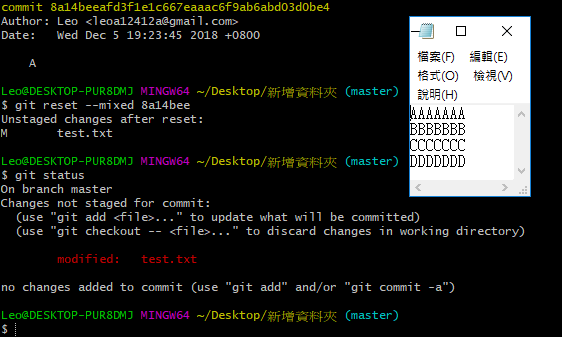 commit 8a14beeafd3f1e1c667eaaac6f9ab6abd03d0be4
Author: Leo <leoa12412a@gmail.com>
Date:   Wed Dec 5 19:23:45 2018 +0800
A
Leo@DESKTOP-PUR8DMJ MINGW64 ~/Desktop/新增資料夾 (master)
$ git reset --mixed 8a14bee
Unstaged changes after reset:
M       test.txt
Leo@DESKTOP-PUR8DMJ MINGW64 ~/Desktop/新增資料夾 (master)
$ git status
On branch master
Changes not staged for commit:
(use "git add <file>..." to update what will be committed)
(use "git checkout -- <file>..." to discard changes in working directory)
modified:   test.txt
no changes added to commit (use "git add" and/or "git commit -a")
Leo@DESKTOP-PUR8DMJ MINGW64 ~/Desktop/新增資料夾 (master)
$
檔案(F) 編輯(E)
格式(O) 檢視(V)
說明(H)
AAAAAAA
BBBBBBB
CCCCCCC
DDDDDDD